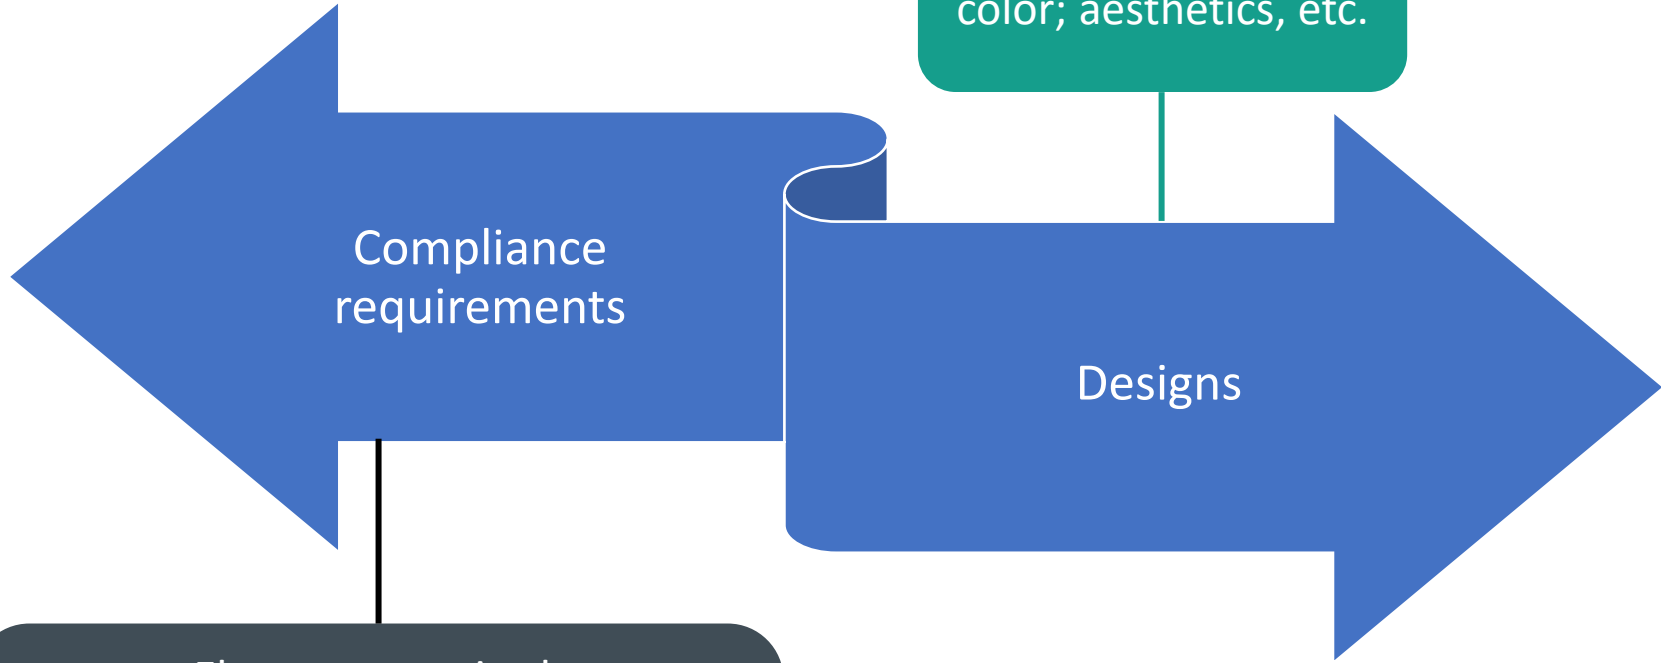 color; aesthetics, etc.
Compliance
requirements
Designs